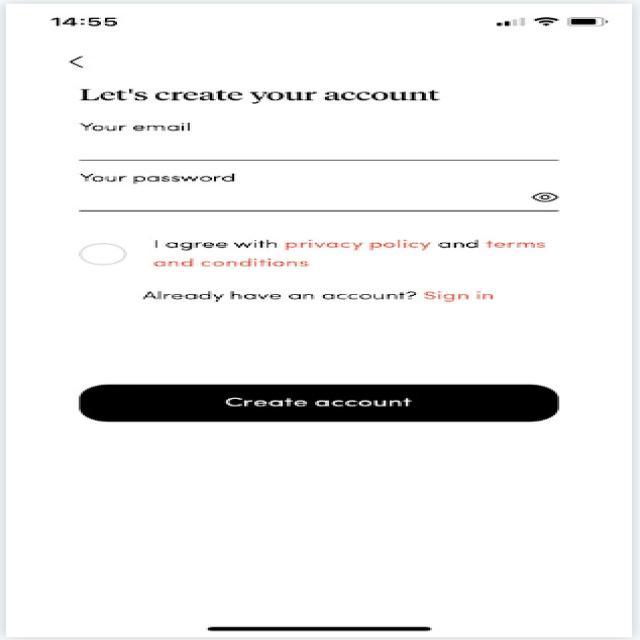 14:55
Let's create your account
Your email
Your password
I agree with privacy policy and terms
and conditions
Already have an account? Sign in
Create account